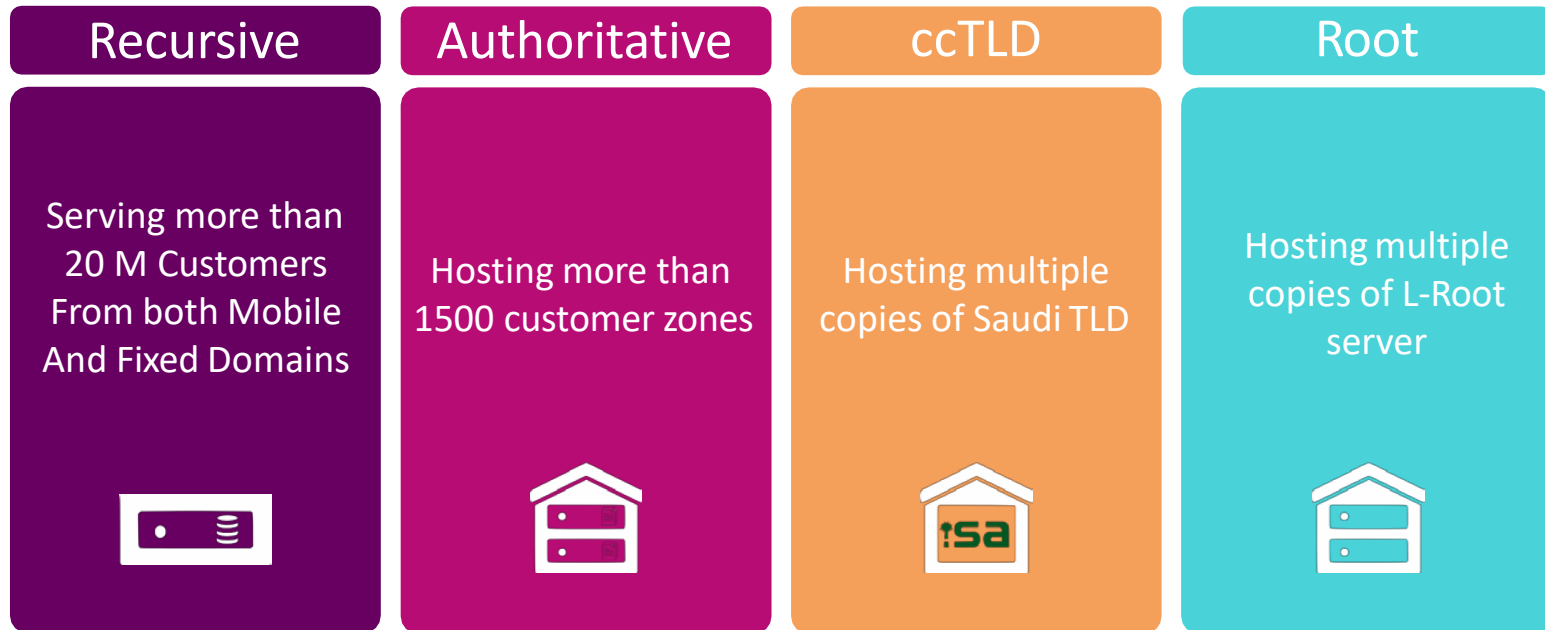 Recursive
Serving more than
20 M Customers
From both Mobile
And Fixed Domains
Authoritative
Hosting more than
1500 customer zones
ccTLD
Hosting multiple
copies of Saudi TLD
sa
Root
Hosting multiple
copies of L-Root
server